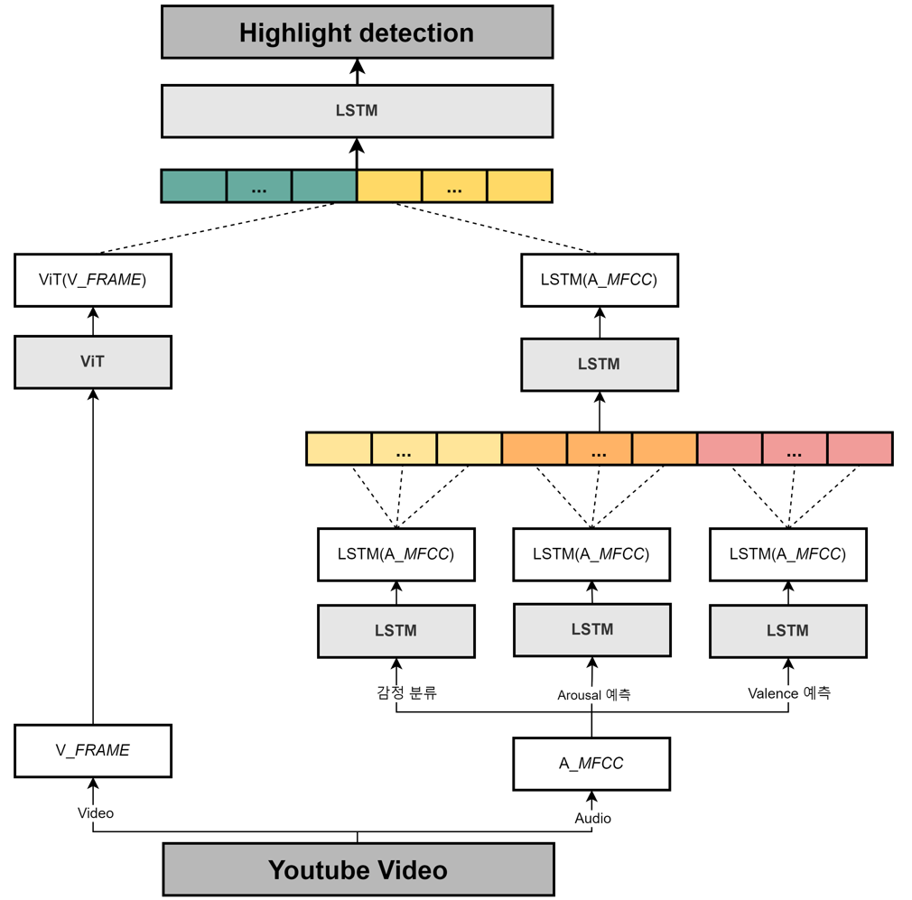 Highlight detection
LSTM
... ...
ViT(V_FRAME) LSTM(A_MFCC)
ViT LSTM
... ... ...
LSTM(A_MFCC) LSTM(A_MFCC) LSTM(A_MFCC)
LSTM LSTM LSTM
감정 분류 Arousal 예측 Valence 예측
V_FRAME A_MFCC
Video Audio
Youtube Video